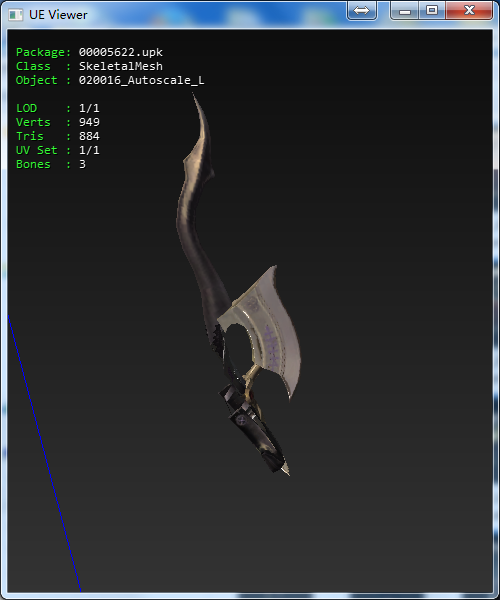 UE Viewer
Package: 00005622.upk
Class  : SkeletalMesh
Object : 020016_Autoscale_L
LOD    : 1/1
Verts  : 949
Tris   : 884
UV Set : 1/1
Bones  : 3